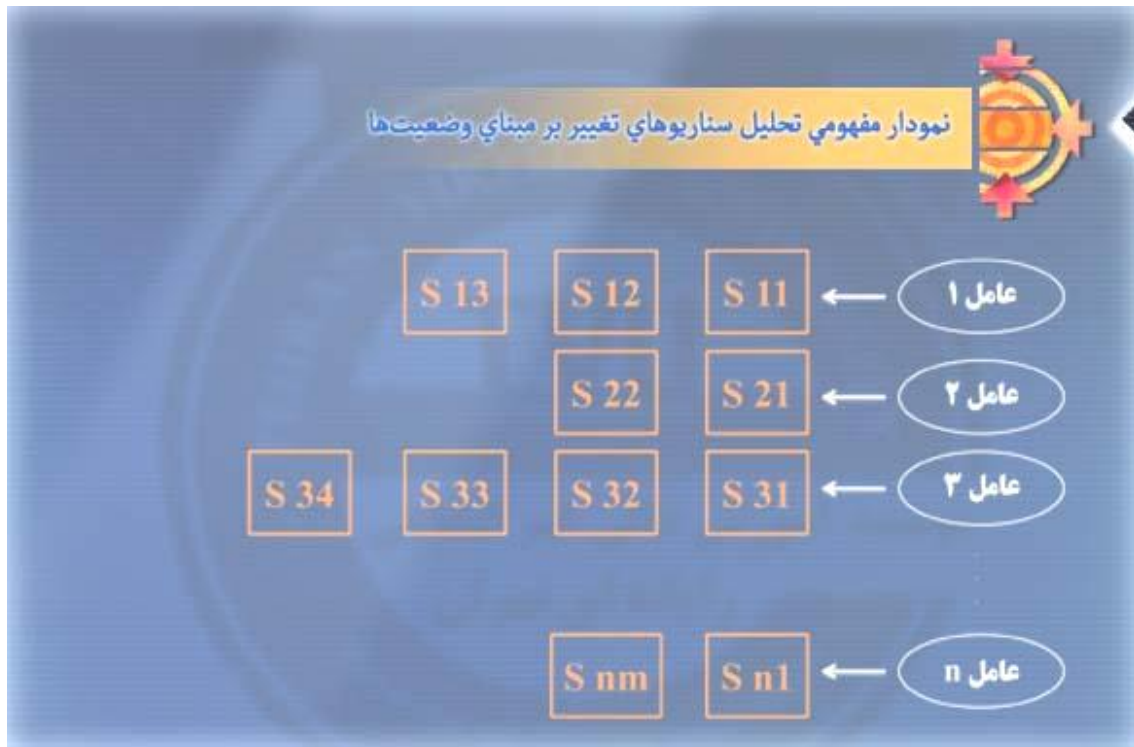 نمودار مفهومي تحليل سناريوهاي تغيير بر مبناي وضعيت‌ها
عامل ۱ S 11 S 12 S 13
عامل ۲ S 21 S 22
عامل ۳ S 31 S 32 S 33 S 34
عامل n S n1 S nm